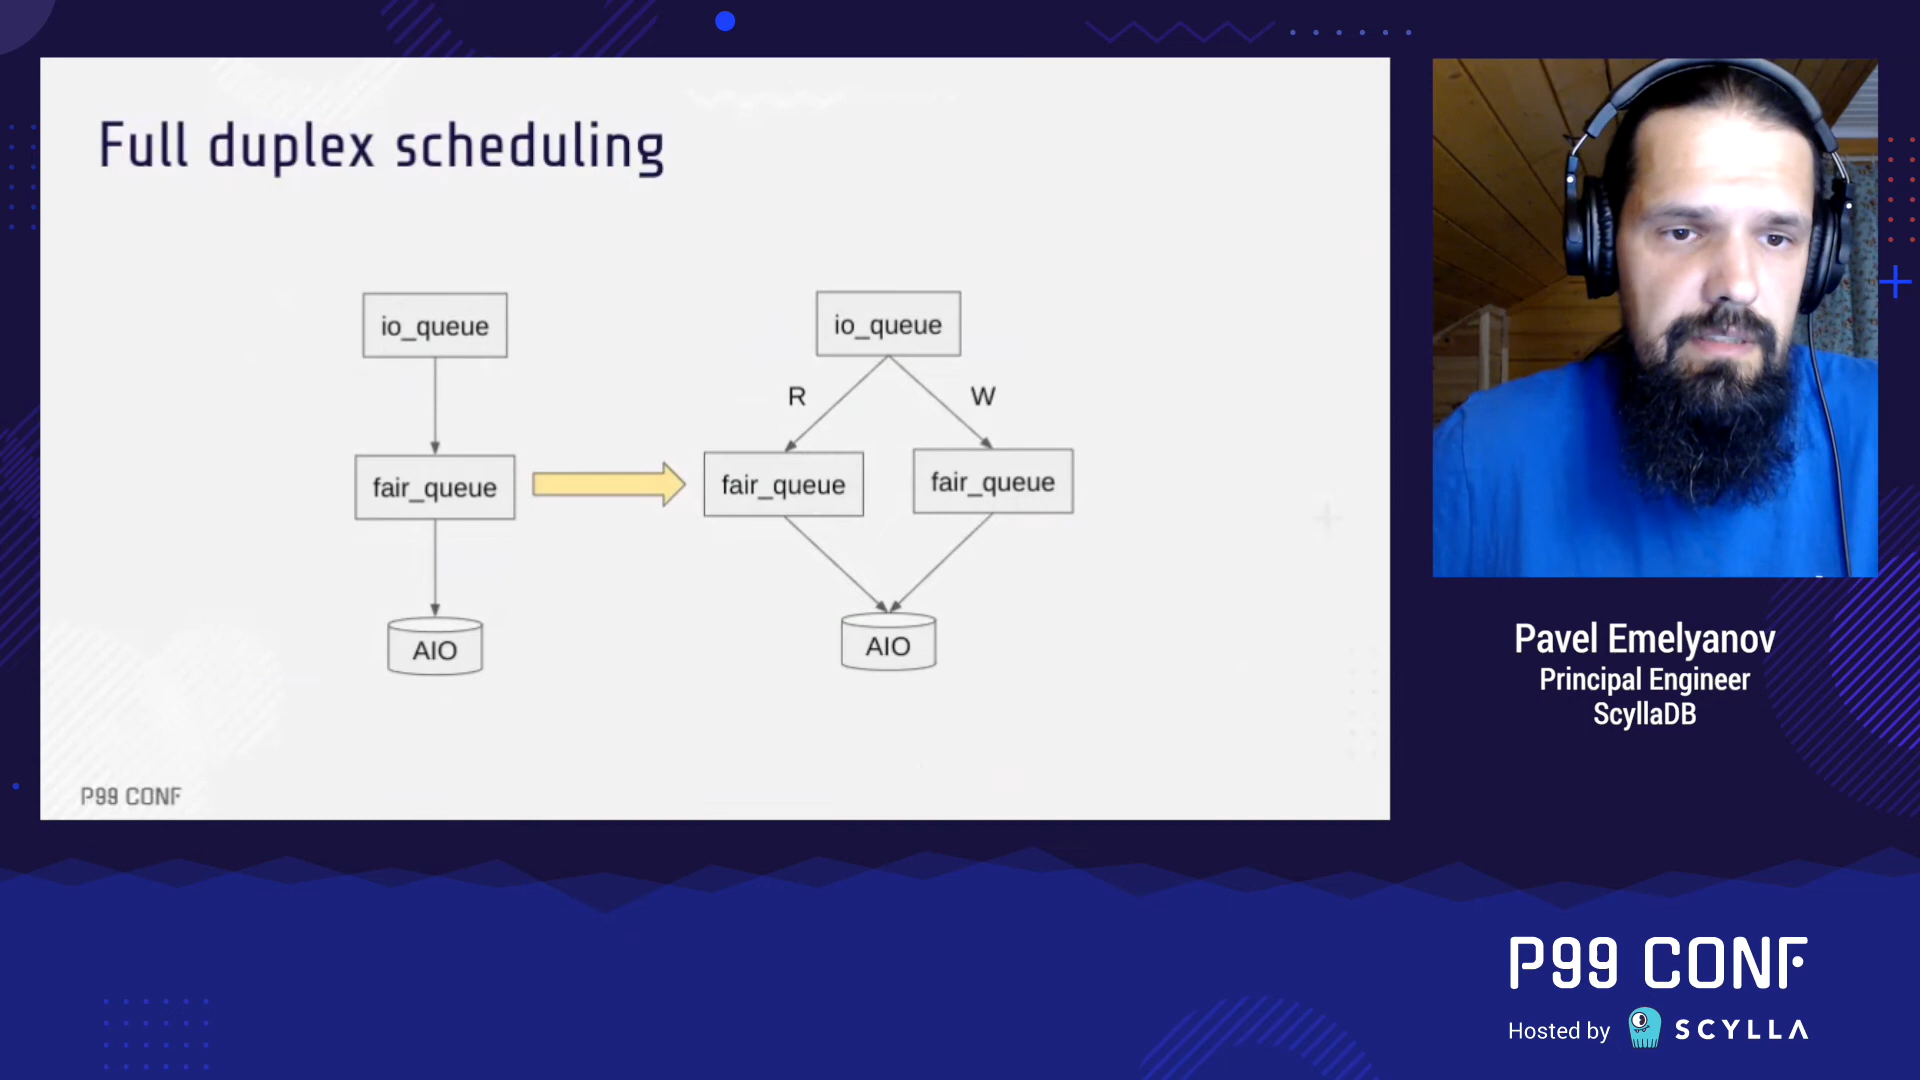 Full duplex scheduling
io_queue
io_queue
R
W
fair_queue
fair_queue
fair_queue
AIO
AIO
P99 CONF
Pavel Emelyanov
Principal Engineer
ScyllaDB
P99 CONF
Hosted by SCYLLA